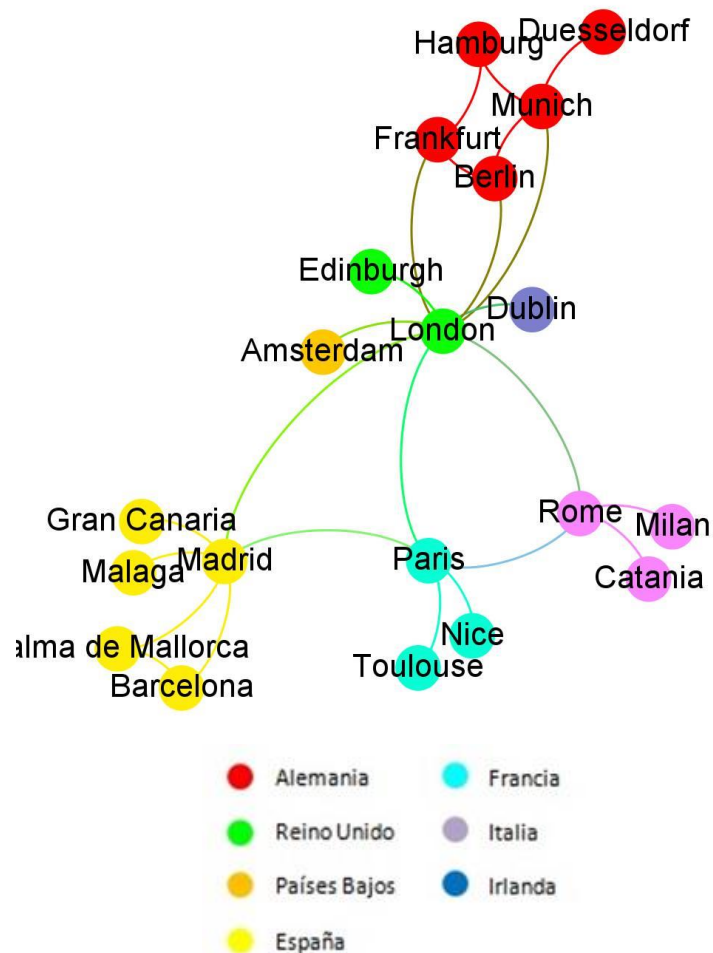 Duesseldorf
Hamburg
Munich
Frankfurt
Berlin
Edinburgh
Dublin
London
Amsterdam
Gran Canaria
Rome
Milan
Madrid
Paris
Malaga
Catania
Nice
alma de Mallorca
Toulouse
Barcelona
Alemania
Francia
Reino Unido
Italia
Países Bajos
Irlanda
España